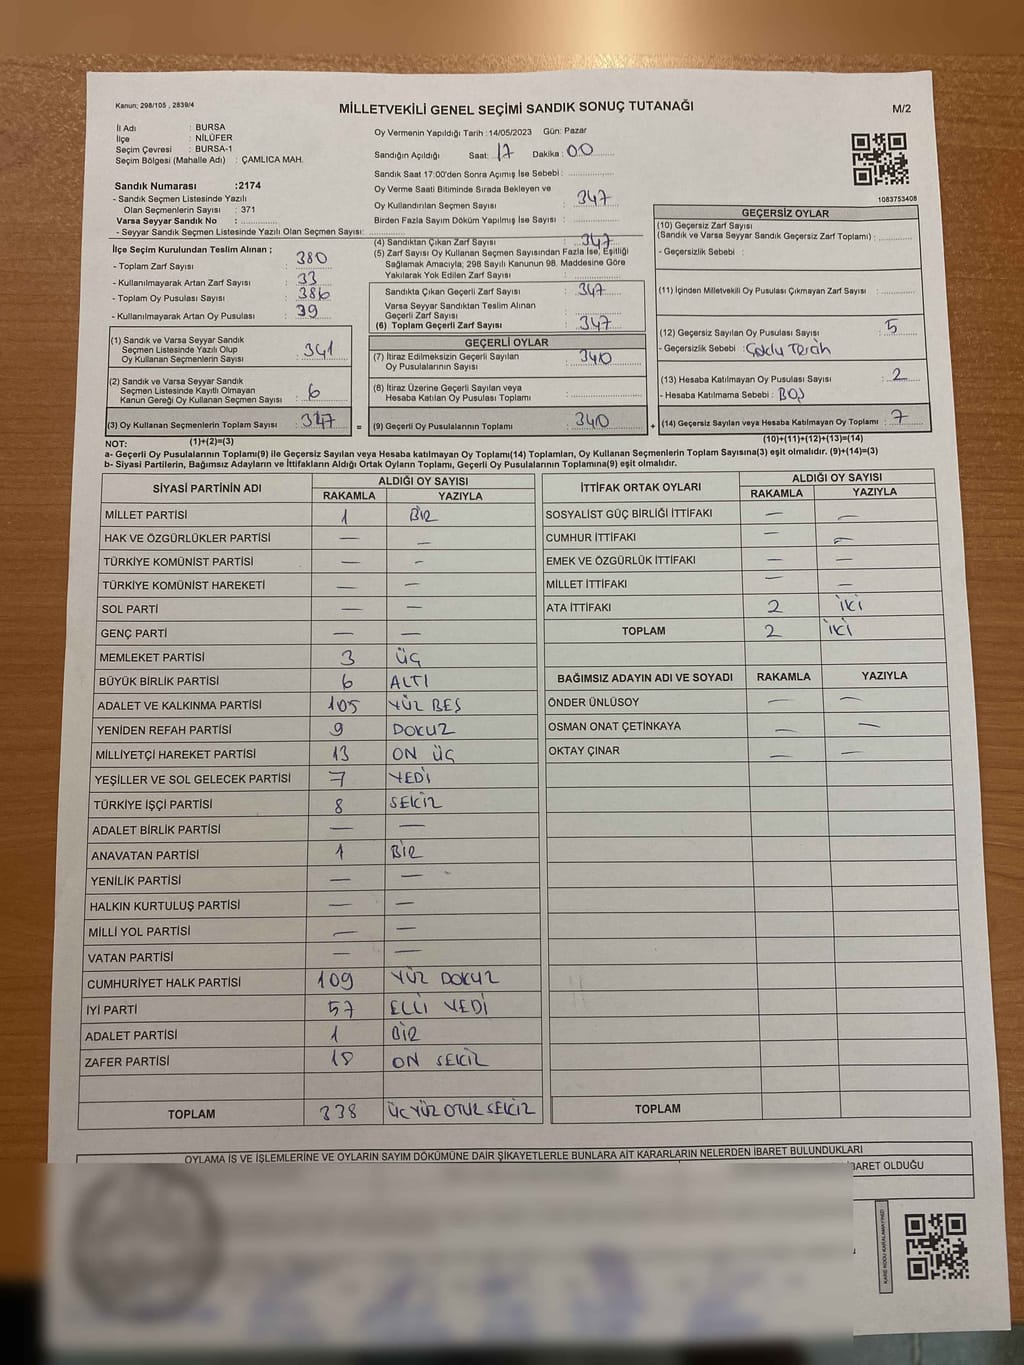 Kanun; 298/105 , 2839/4
MİLLETVEKİLİ GENEL SEÇİMİ SANDIK SONUÇ TUTANAĞI
M/2
İl Adı : BURSA
İlçe : NİLÜFER
Seçim Çevresi : BURSA-1
Seçim Bölgesi (Mahalle Adı) : ÇAMLICA MAH.
Sandık Numarası :2174
- Sandık Seçmen Listesinde Yazılı
Olan Seçmenlerin Sayısı : 371
Varsa Seyyar Sandık No :
- Seyyar Sandık Seçmen Listesinde Yazılı Olan Seçmen Sayısı:
Oy Vermenin Yapıldığı Tarih :14/05/2023 Gün: Pazar
Sandığın Açıldığı Saat: 17 Dakika : 00
Sandık Saat 17:00'den Sonra Açımış İse Sebebi :
Oy Verme Saati Bitiminde Sırada Bekleyen ve
Oy Kullandırılan Seçmen Sayısı : 347
Birden Fazla Sayım Döküm Yapılmış İse Sayısı :
1083753408
İlçe Seçim Kurulundan Teslim Alınan ;
- Toplam Zarf Sayısı : 380
- Kullanılmayarak Artan Zarf Sayısı : 33
- Toplam Oy Pusulası Sayısı : 386
- Kullanılmayarak Artan Oy Pusulası : 39
(4) Sandıktan Çıkan Zarf Sayısı : 347
(5) Zarf Sayısı Oy Kullanan Seçmen Sayısından Fazla İse, Eşitliği
Sağlamak Amacıyla; 298 Sayılı Kanunun 98. Maddesine Göre
Yakılarak Yok Edilen Zarf Sayısı :
Sandıkta Çıkan Geçerli Zarf Sayısı : 347
Varsa Seyyar Sandıktan Teslim Alınan
Geçerli Zarf Sayısı :
(6) Toplam Geçerli Zarf Sayısı : 347
GEÇERSİZ OYLAR
(10) Geçersiz Zarf Sayısı
(Sandık ve Varsa Seyyar Sandık Geçersiz Zarf Toplamı) :
- Geçersizlik Sebebi :
(11) İçinden Milletvekili Oy Pusulası Çıkmayan Zarf Sayısı :
(12) Geçersiz Sayılan Oy Pusulası Sayısı : 5
- Geçersizlik Sebebi : Çoklu Tercih
(13) Hesaba Katılmayan Oy Pusulası Sayısı : 2
- Hesaba Katılmama Sebebi : BOŞ
(14) Geçersiz Sayılan veya Hesaba Katılmayan Oy Toplamı : 7
(1) Sandık ve Varsa Seyyar Sandık
Seçmen Listesinde Yazılı Olup
Oy Kullanan Seçmenlerin Sayısı : 341
(2) Sandık ve Varsa Seyyar Sandık
Seçmen Listesinde Kayıtlı Olmayan
Kanun Gereği Oy Kullanan Seçmen Sayısı : 6
(3) Oy Kullanan Seçmenlerin Toplam Sayısı : 347
=
GEÇERLİ OYLAR
(7) İtiraz Edilmeksizin Geçerli Sayılan
Oy Pusulalarının Sayısı : 340
(8) İtiraz Üzerine Geçerli Sayılan veya
Hesaba Katılan Oy Pusulası Toplamı :
(9) Geçerli Oy Pusulalarının Toplamı : 340
+
NOT: (1)+(2)=(3)
(10)+(11)+(12)+(13)=(14)
a- Geçerli Oy Pusulaları Toplamı(9) ile Geçersiz Sayılan veya Hesaba Katılmayan Oy Toplamı(14) Toplamları, Oy Kullanan Seçmenlerin Toplam Sayısına(3) eşit olmalıdır. (9)+(14)=(3)
b- Siyasi Partilerin, Bağımsız Adayların ve İttifakların Aldığı Ortak Oyların Toplamı, Geçerli Oy Pusulalarının Toplamına(9) eşit olmalıdır.
SİYASİ PARTİNİN ADI ALDIĞI OY SAYISI
RAKAMLA YAZIYLA
MİLLET PARTİSİ 1 BİR
HAK VE ÖZGÜRLÜKLER PARTİSİ — —
TÜRKİYE KOMÜNİST PARTİSİ — —
TÜRKİYE KOMÜNİST HAREKETİ — —
SOL PARTİ — —
GENÇ PARTİ — —
MEMLEKET PARTİSİ 3 ÜÇ
BÜYÜK BİRLİK PARTİSİ 6 ALTI
ADALET VE KALKINMA PARTİSİ 105 YÜZ BEŞ
YENİDEN REFAH PARTİSİ 9 DOKUZ
MİLLİYETÇİ HAREKET PARTİSİ 13 ON ÜÇ
YEŞİLLER VE SOL GELECEK PARTİSİ 7 YEDİ
TÜRKİYE İŞÇİ PARTİSİ 8 SEKİZ
ADALET BİRLİK PARTİSİ — —
ANAVATAN PARTİSİ 1 BİR
YENİLİK PARTİSİ — —
HALKIN KURTULUŞ PARTİSİ — —
MİLLİ YOL PARTİSİ — —
VATAN PARTİSİ — —
CUMHURİYET HALK PARTİSİ 109 YÜZ DOKUZ
İYİ PARTİ 57 ELLİ YEDİ
ADALET PARTİSİ 1 BİR
ZAFER PARTİSİ 18 ON SEKİZ
TOPLAM 338 ÜÇ YÜZ OTUZ SEKİZ
İTTİFAK ORTAK OYLARI ALDIĞI OY SAYISI
RAKAMLA YAZIYLA
SOSYALİST GÜÇ BİRLİĞİ İTTİFAKI — —
CUMHUR İTTİFAKI — —
EMEK VE ÖZGÜRLÜK İTTİFAKI — —
MİLLET İTTİFAKI — —
ATA İTTİFAKI 2 İKİ
TOPLAM 2 İKİ
BAĞIMSIZ ADAYIN ADI VE SOYADI RAKAMLA YAZIYLA
ÖNDER ÜNLÜSOY — —
OSMAN ONAT ÇETİNKAYA — —
OKTAY ÇINAR — —
TOPLAM
OYLAMA İŞ VE İŞLEMLERİNE VE OYLARIN SAYIM DÖKÜMÜNE DAİR ŞİKAYETLERLE BUNLARA AİT KARARLARIN NELERDEN İBARET BULUNDUKLARI
İBARET OLDUĞU
KARE KODU KARALAMAYINIZ!